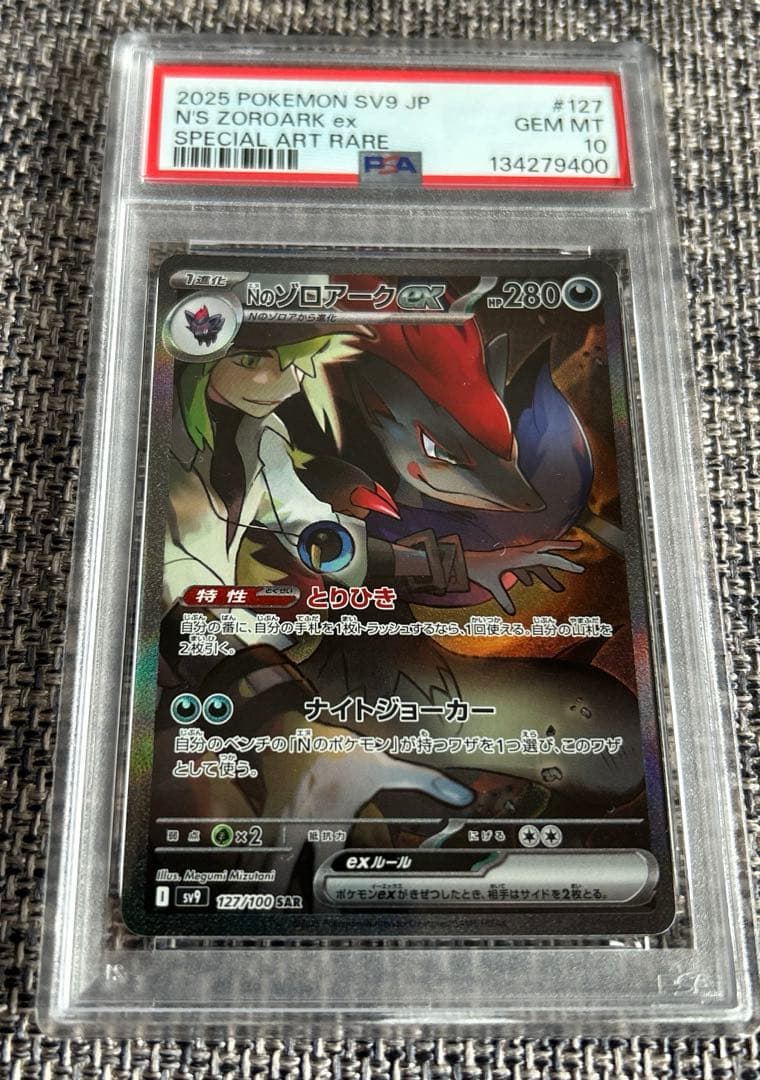 2025 POKEMON SV9 JP #127
N'S ZOROARK ex GEM MT
SPECIAL ART RARE 10
PSA 134279400
1進化 Nのゾロアークex HP280
Nのゾロアから進化
特性 とくせい とりひき
自分の番に、自分の手札を1枚トラッシュするなら、1回使える。自分の山札を
2枚引く。
ナイトジョーカー
自分のベンチの「Nのポケモン」が持つワザを1つ選び、このワザ
として使う。
弱点 ×2 抵抗力 にげる
Illus. Megumi Mizutani
exルール
ポケモンexがきぜつしたとき、相手はサイドを2枚とる。
I sv9 127/100 SAR
PSA